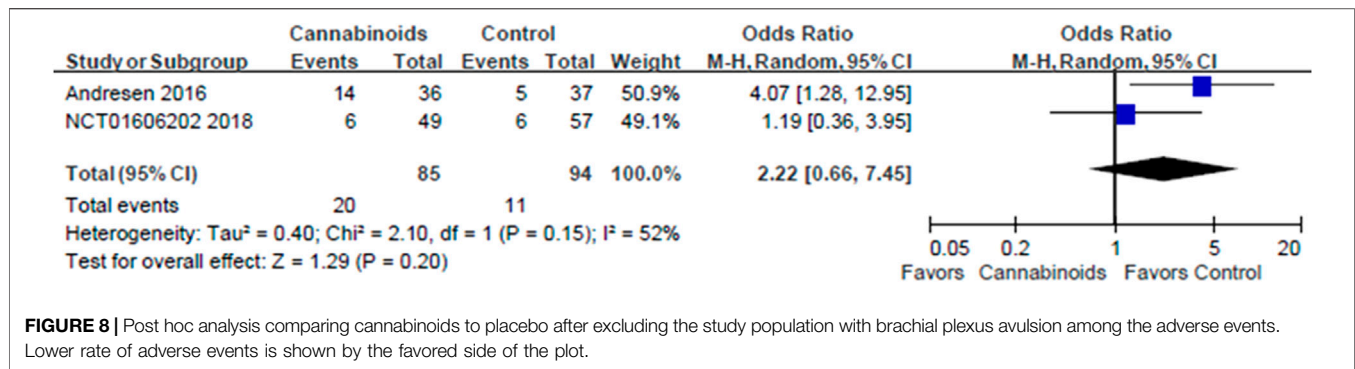 Cannabinoids Control Odds Ratio Odds Ratio
Study or Subgroup Events Total Events Total Weight M-H, Random, 95% CI M-H, Random, 95% CI
Andresen 2016 14 36 5 37 50.9% 4.07 [1.28, 12.95]
NCT01606202 2018 6 49 6 57 49.1% 1.19 [0.36, 3.95]
Total (95% CI) 85 94 100.0% 2.22 [0.66, 7.45]
Total events 20 11
Heterogeneity: Tau² = 0.40; Chi² = 2.10, df = 1 (P = 0.15); I² = 52%
Test for overall effect: Z = 1.29 (P = 0.20)
0.05 0.2 1 5 20
Favors Cannabinoids Favors Control
FIGURE 8 | Post hoc analysis comparing cannabinoids to placebo after excluding the study population with brachial plexus avulsion among the adverse events.
Lower rate of adverse events is shown by the favored side of the plot.